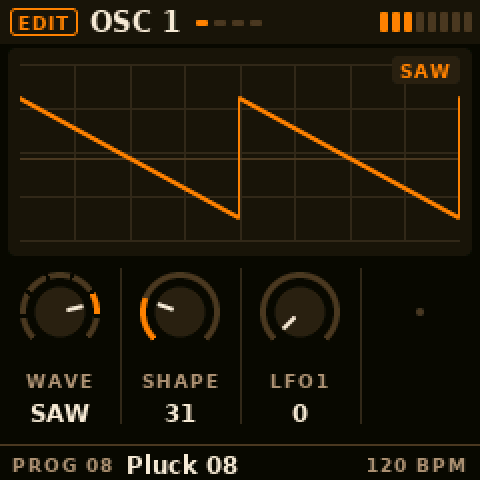 EDIT OSC 1
SAW
WAVE SHAPE LFO1
SAW 31 0
PROG 08 Pluck 08 120 BPM